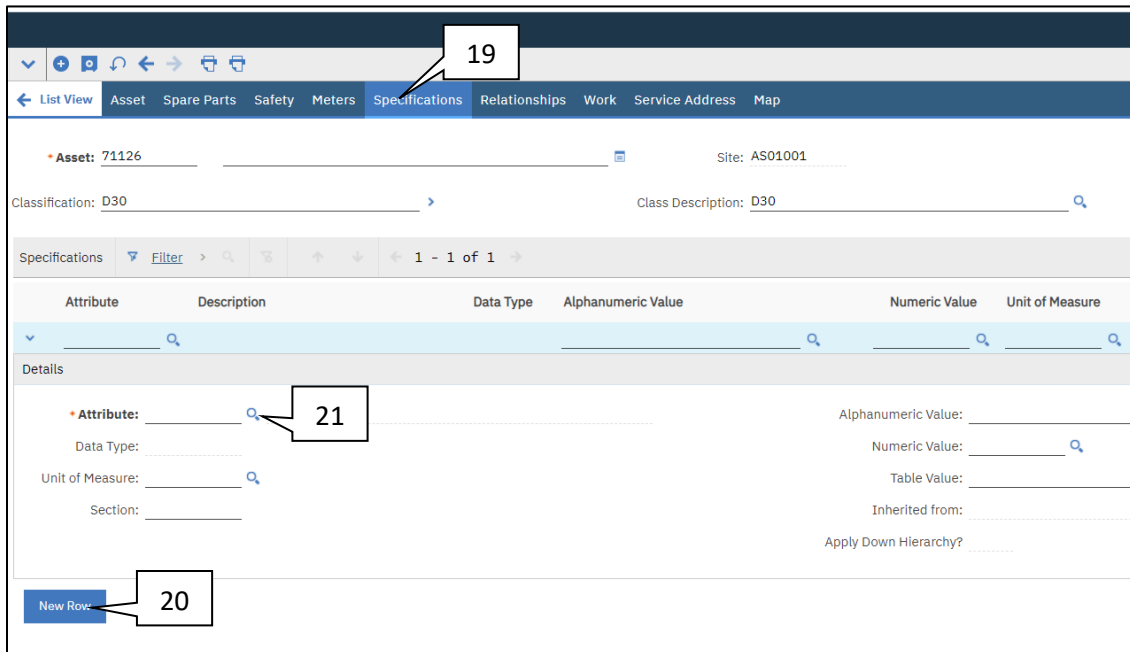 19
List View Asset Spare Parts Safety Meters Specifications Relationships Work Service Address Map
* Asset: 71126 Site: AS01001
Classification: D30 Class Description: D30
Specifications Filter 1 - 1 of 1
Attribute Description Data Type Alphanumeric Value Numeric Value Unit of Measure
Details
* Attribute: 21 Alphanumeric Value:
Data Type: Numeric Value:
Unit of Measure: Table Value:
Section: Inherited from:
Apply Down Hierarchy?
New Row 20